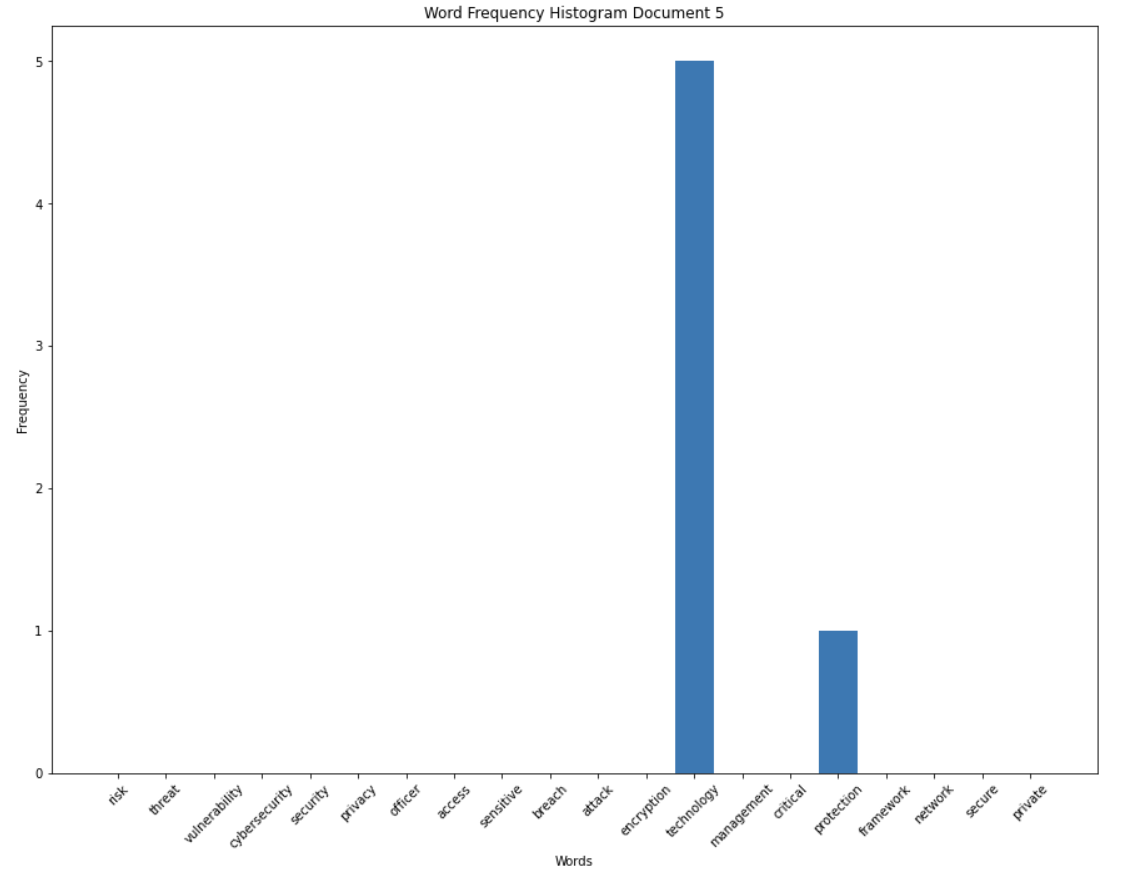 Word Frequency Histogram Document 5
5
4
3
2
1
0
Frequency
risk
threat
vulnerability
cybersecurity
security
privacy
officer
access
sensitive
breach
attack
encryption
technology
management
critical
protection
framework
network
secure
private
Words